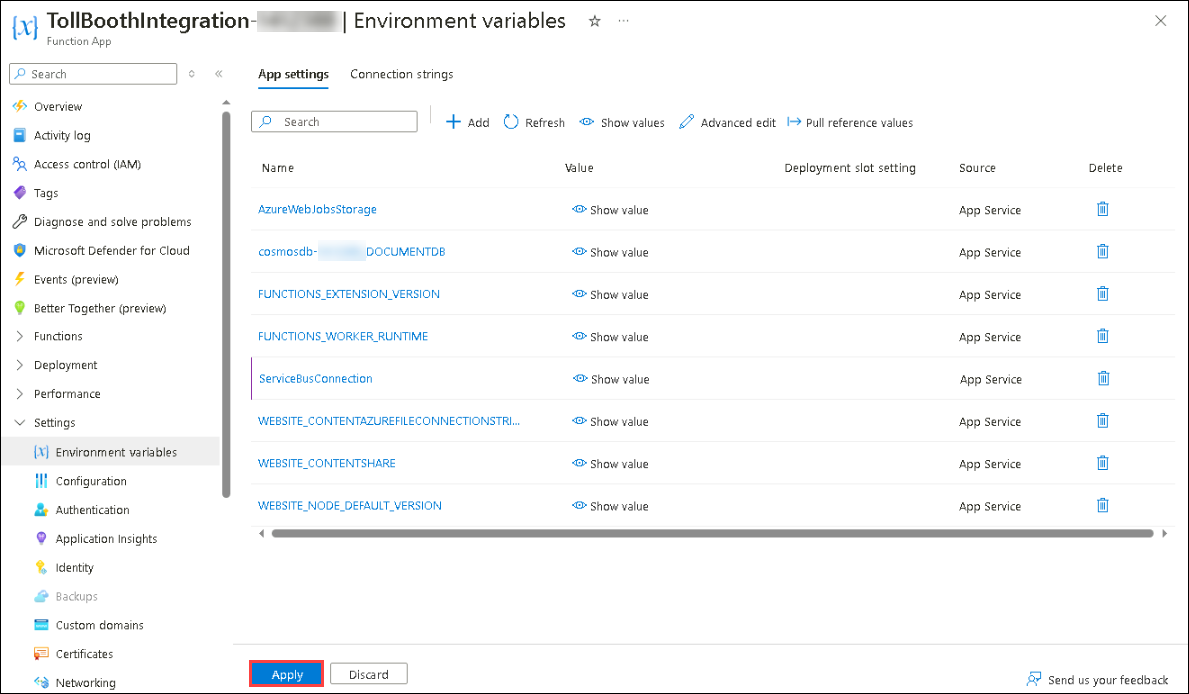 TollBoothIntegration- | Environment variables
Function App
Search
Overview
Activity log
Access control (IAM)
Tags
Diagnose and solve problems
Microsoft Defender for Cloud
Events (preview)
Better Together (preview)
Functions
Deployment
Performance
Settings
Environment variables
Configuration
Authentication
Application Insights
Identity
Backups
Custom domains
Certificates
Networking
App settings Connection strings
Search Add Refresh Show values Advanced edit Pull reference values
Name Value Deployment slot setting Source Delete
AzureWebJobsStorage Show value App Service
cosmosdb- DOCUMENTDB Show value App Service
FUNCTIONS_EXTENSION_VERSION Show value App Service
FUNCTIONS_WORKER_RUNTIME Show value App Service
ServiceBusConnection Show value App Service
WEBSITE_CONTENTAZUREFILECONNECTIONSTRI... Show value App Service
WEBSITE_CONTENTSHARE Show value App Service
WEBSITE_NODE_DEFAULT_VERSION Show value App Service
Apply Discard
Send us your feedback